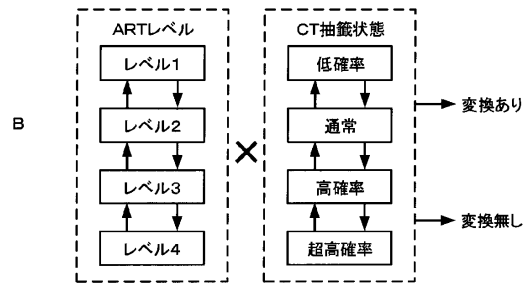 B
ARTレベル
レベル1
レベル2
レベル3
レベル4
×
CT抽籤状態
低確率
通常
高確率
超高確率
変換あり
変換無し